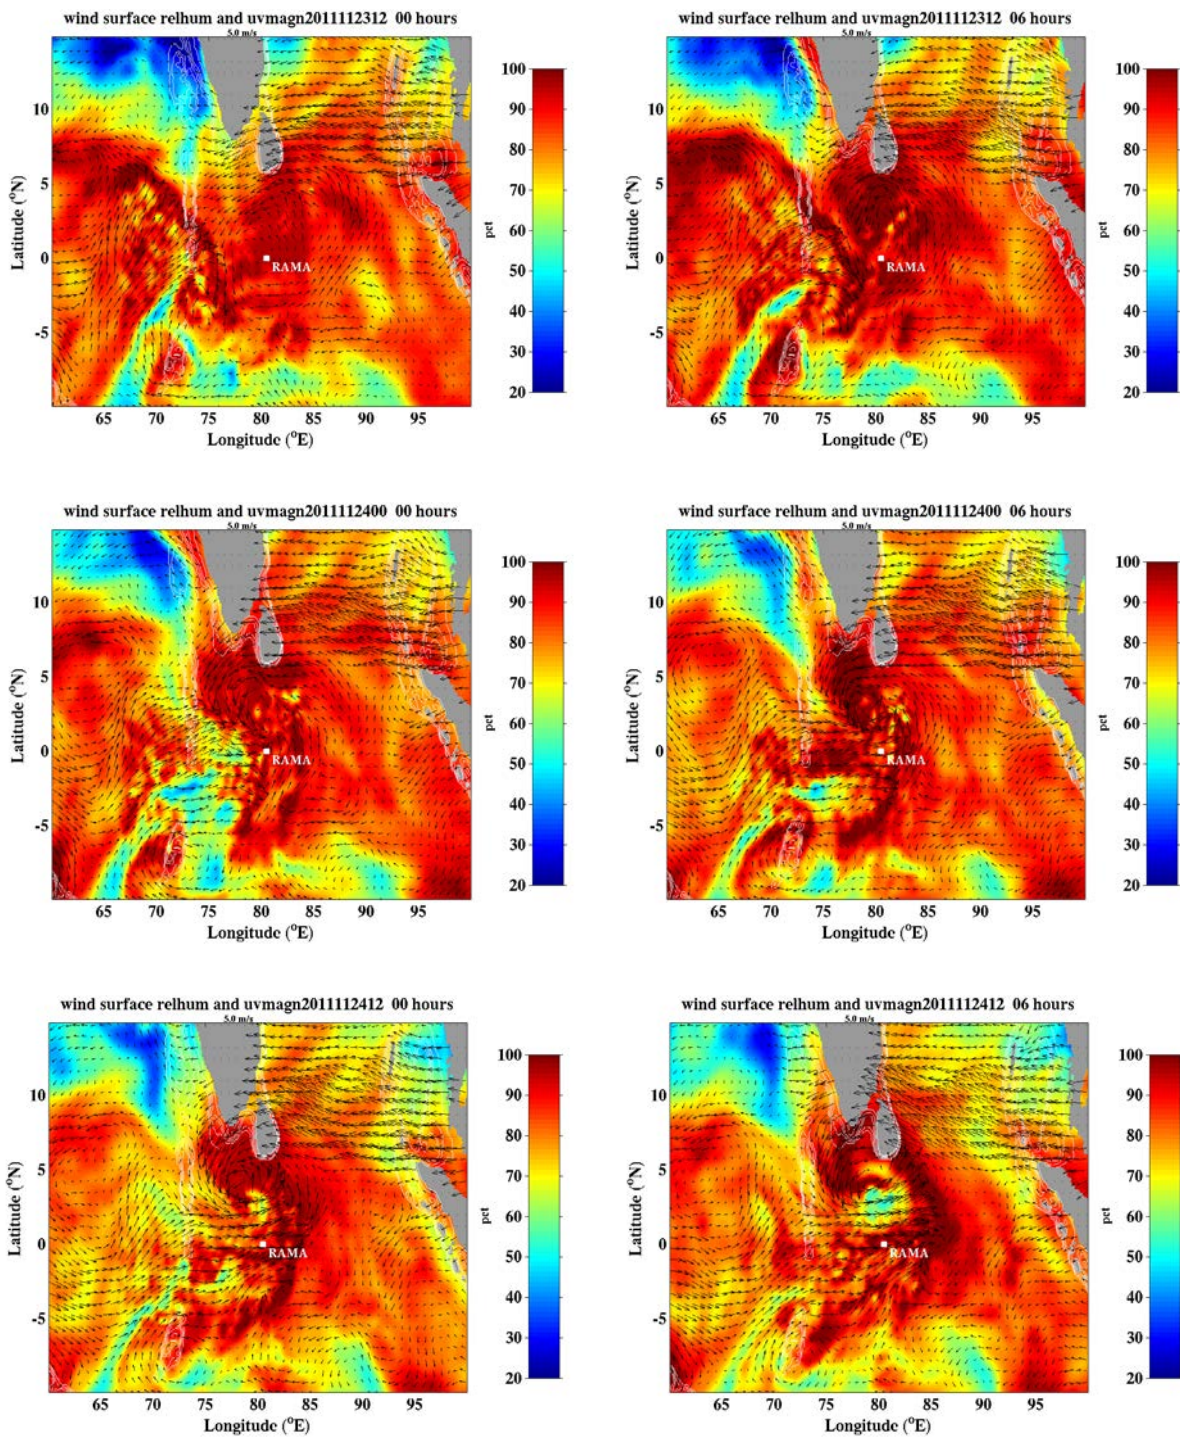 wind surface relhum and uvmagn2011112312 00 hours
5.0 m/s
10
5
0
-5
Latitude (°N)
RAMA
65 70 75 80 85 90 95
Longitude (°E)
100
90
80
70
60
50
40
30
20
pct
wind surface relhum and uvmagn2011112312 06 hours
5.0 m/s
10
5
0
-5
Latitude (°N)
RAMA
65 70 75 80 85 90 95
Longitude (°E)
100
90
80
70
60
50
40
30
20
pct
wind surface relhum and uvmagn2011112400 00 hours
5.0 m/s
10
5
0
-5
Latitude (°N)
RAMA
65 70 75 80 85 90 95
Longitude (°E)
100
90
80
70
60
50
40
30
20
pct
wind surface relhum and uvmagn2011112400 06 hours
5.0 m/s
10
5
0
-5
Latitude (°N)
RAMA
65 70 75 80 85 90 95
Longitude (°E)
100
90
80
70
60
50
40
30
20
pct
wind surface relhum and uvmagn2011112412 00 hours
5.0 m/s
10
5
0
-5
Latitude (°N)
RAMA
65 70 75 80 85 90 95
Longitude (°E)
100
90
80
70
60
50
40
30
20
pct
wind surface relhum and uvmagn2011112412 06 hours
5.0 m/s
10
5
0
-5
Latitude (°N)
RAMA
65 70 75 80 85 90 95
Longitude (°E)
100
90
80
70
60
50
40
30
20
pct